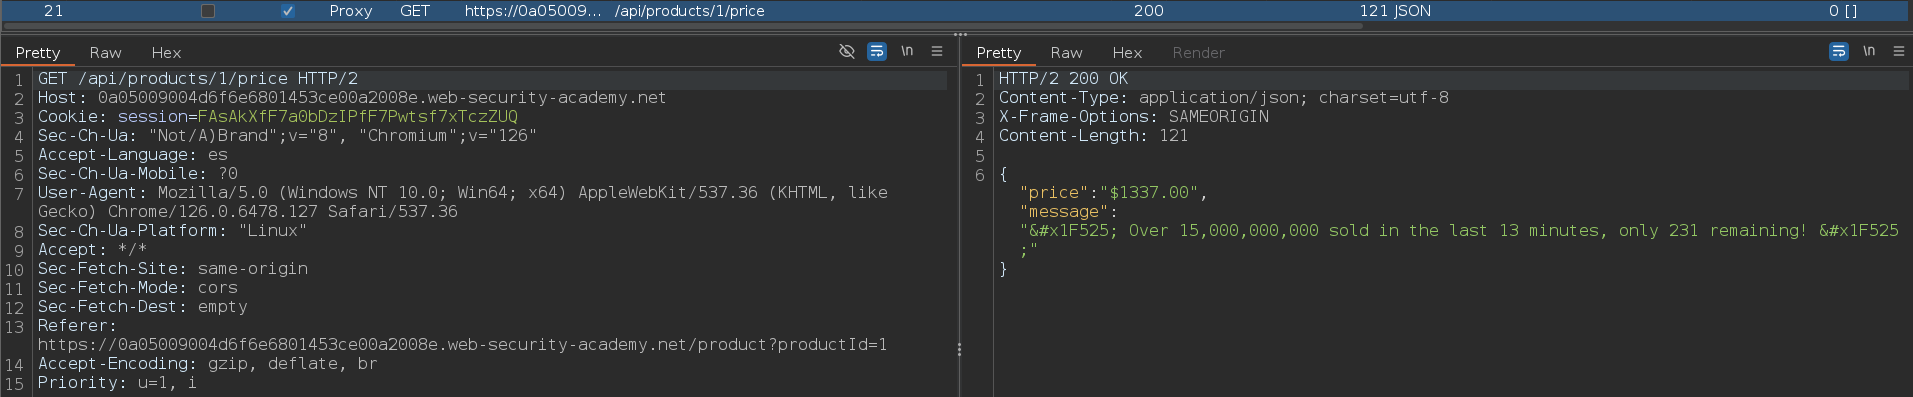 21 Proxy GET https://0a05009... /api/products/1/price 200 121 JSON 0 []
Pretty Raw Hex \n
1 GET /api/products/1/price HTTP/2
2 Host: 0a05009004d6f6e6801453ce00a2008e.web-security-academy.net
3 Cookie: session=FAsAkXfF7a0bDzIPfF7Pwtsf7xTczZUQ
4 Sec-Ch-Ua: "Not/A)Brand";v="8", "Chromium";v="126"
5 Accept-Language: es
6 Sec-Ch-Ua-Mobile: ?0
7 User-Agent: Mozilla/5.0 (Windows NT 10.0; Win64; x64) AppleWebKit/537.36 (KHTML, like
Gecko) Chrome/126.0.6478.127 Safari/537.36
8 Sec-Ch-Ua-Platform: "Linux"
9 Accept: */*
10 Sec-Fetch-Site: same-origin
11 Sec-Fetch-Mode: cors
12 Sec-Fetch-Dest: empty
13 Referer:
https://0a05009004d6f6e6801453ce00a2008e.web-security-academy.net/product?productId=1
14 Accept-Encoding: gzip, deflate, br
15 Priority: u=1, i
Pretty Raw Hex Render \n
1 HTTP/2 200 OK
2 Content-Type: application/json; charset=utf-8
3 X-Frame-Options: SAMEORIGIN
4 Content-Length: 121
5
6 {
"price":"$1337.00",
"message":
"&#x1F525; Over 15,000,000,000 sold in the last 13 minutes, only 231 remaining! &#x1F525
;"
}